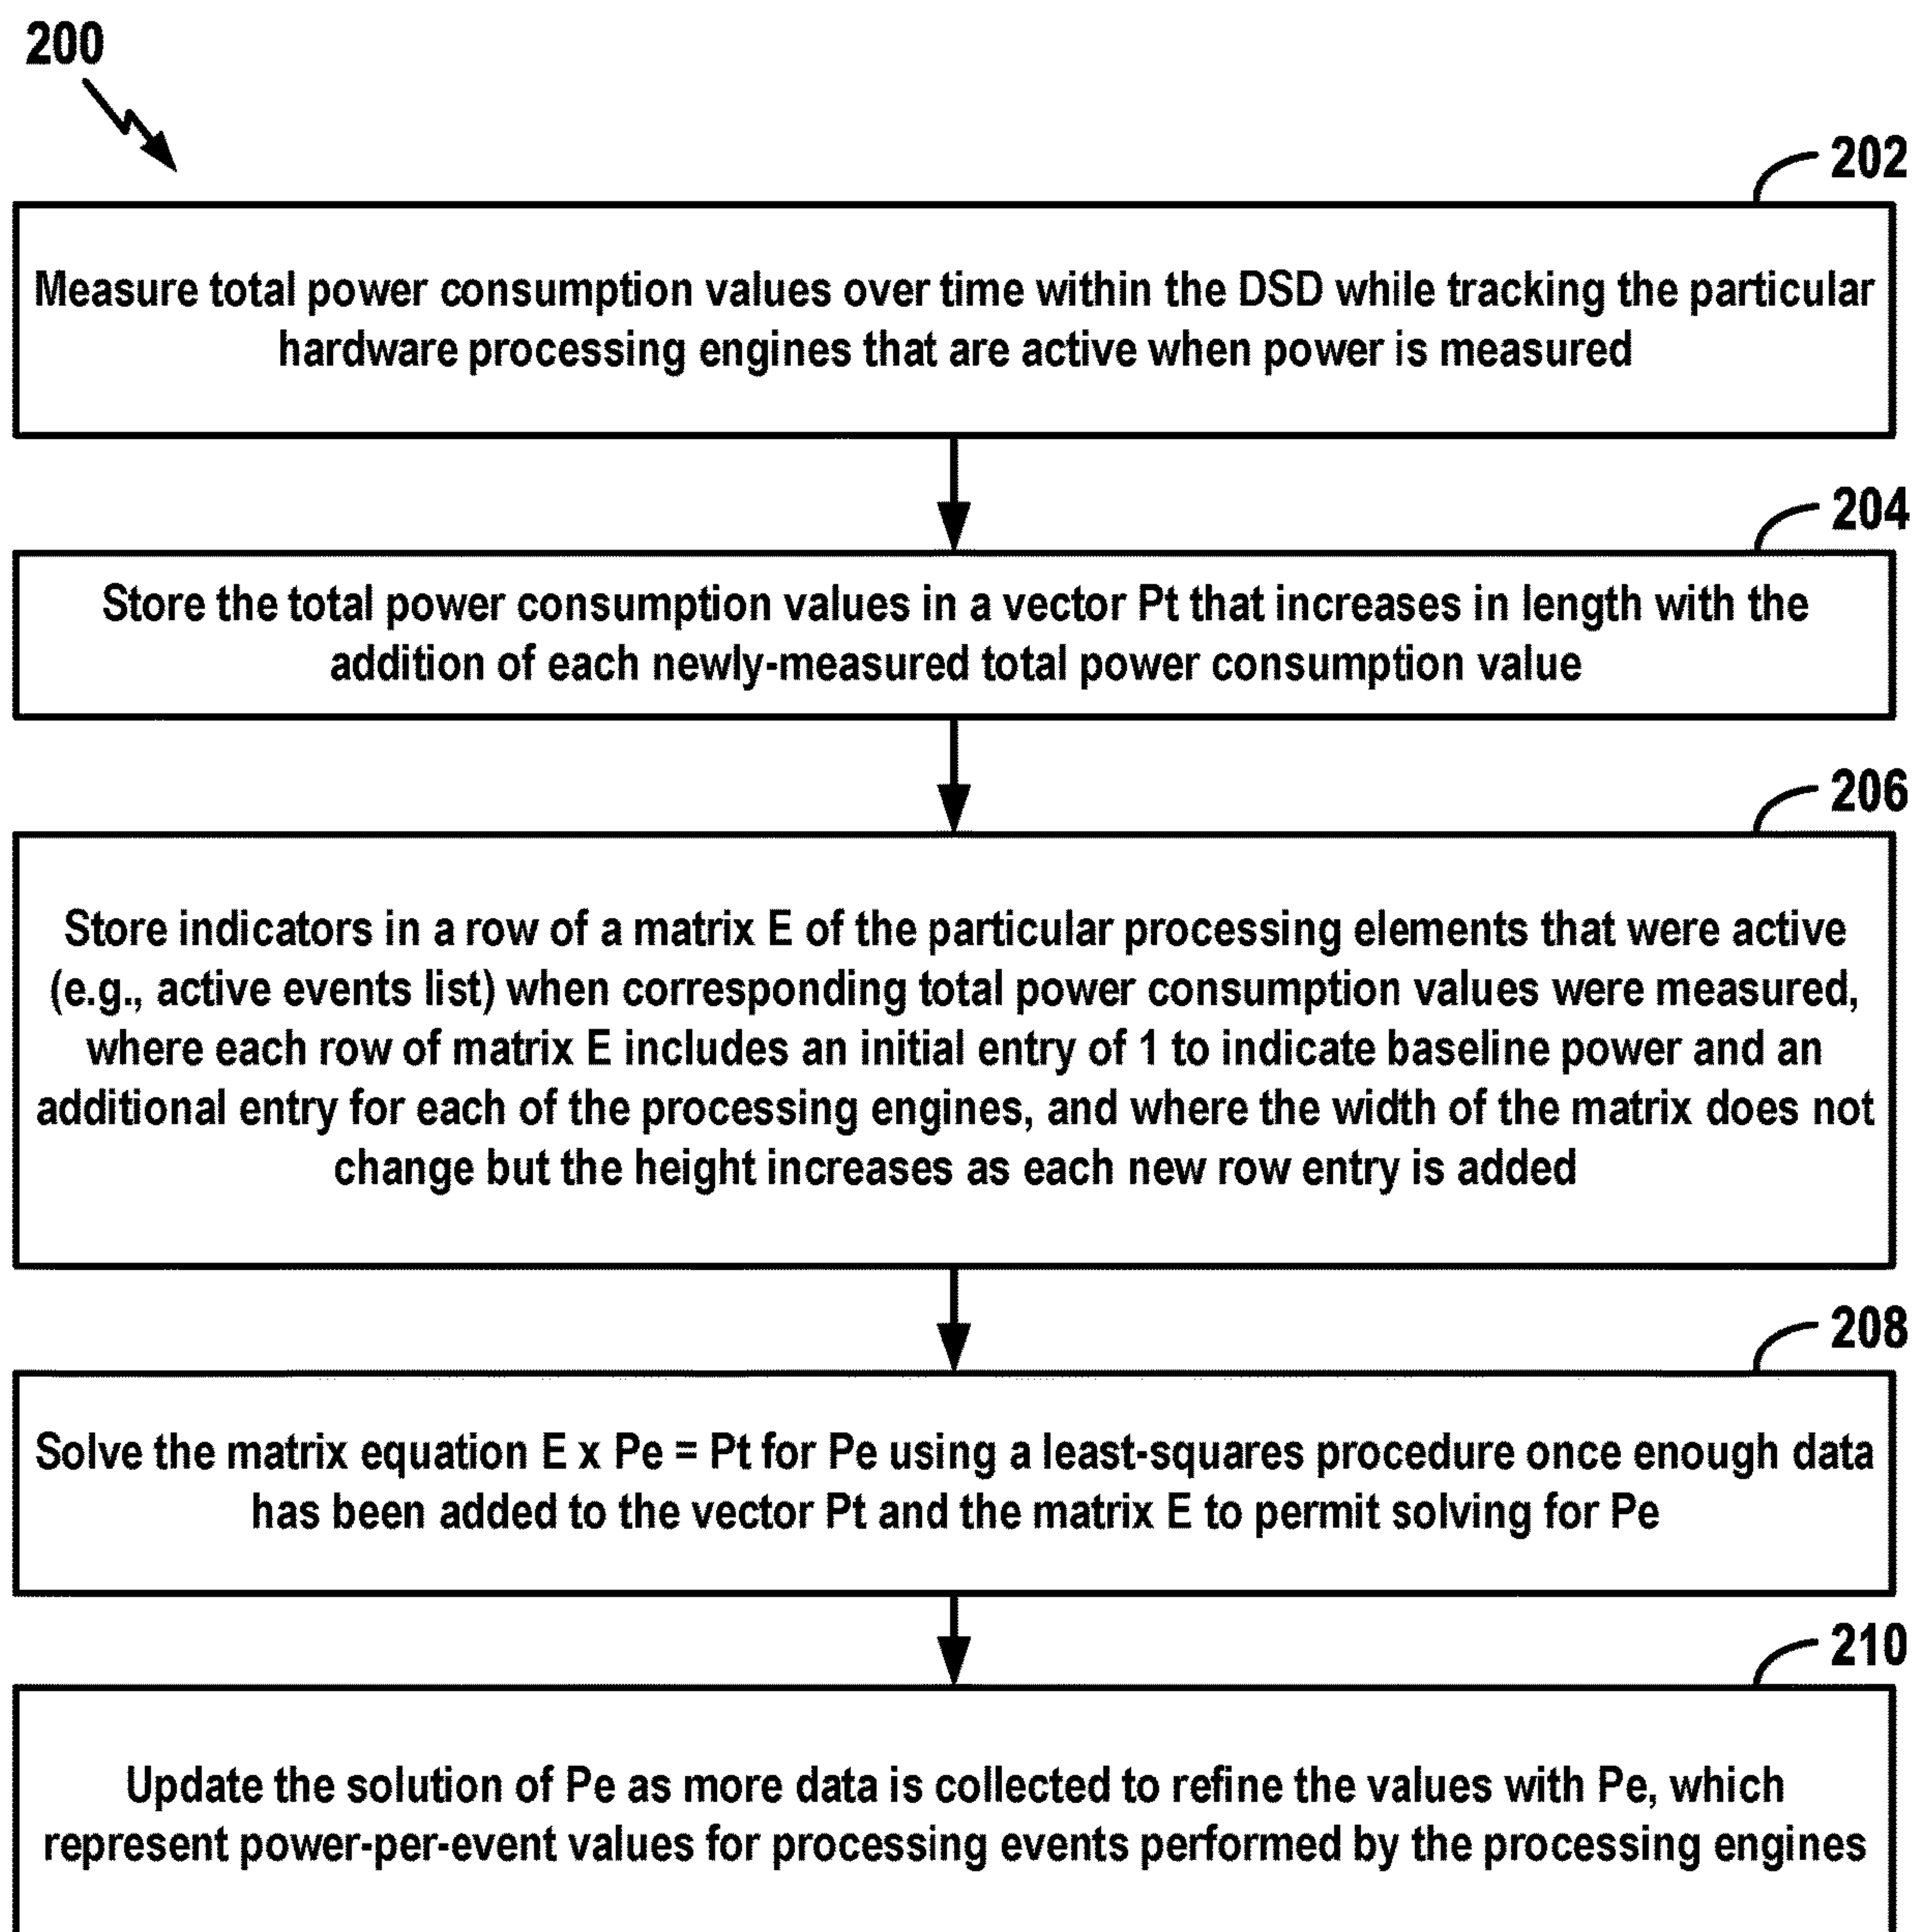 200
202
Measure total power consumption values over time within the DSD while tracking the particular
hardware processing engines that are active when power is measured
204
Store the total power consumption values in a vector Pt that increases in length with the
addition of each newly-measured total power consumption value
206
Store indicators in a row of a matrix E of the particular processing elements that were active
(e.g., active events list) when corresponding total power consumption values were measured,
where each row of matrix E includes an initial entry of 1 to indicate baseline power and an
additional entry for each of the processing engines, and where the width of the matrix does not
change but the height increases as each new row entry is added
208
Solve the matrix equation E x Pe = Pt for Pe using a least-squares procedure once enough data
has been added to the vector Pt and the matrix E to permit solving for Pe
210
Update the solution of Pe as more data is collected to refine the values with Pe, which
represent power-per-event values for processing events performed by the processing engines